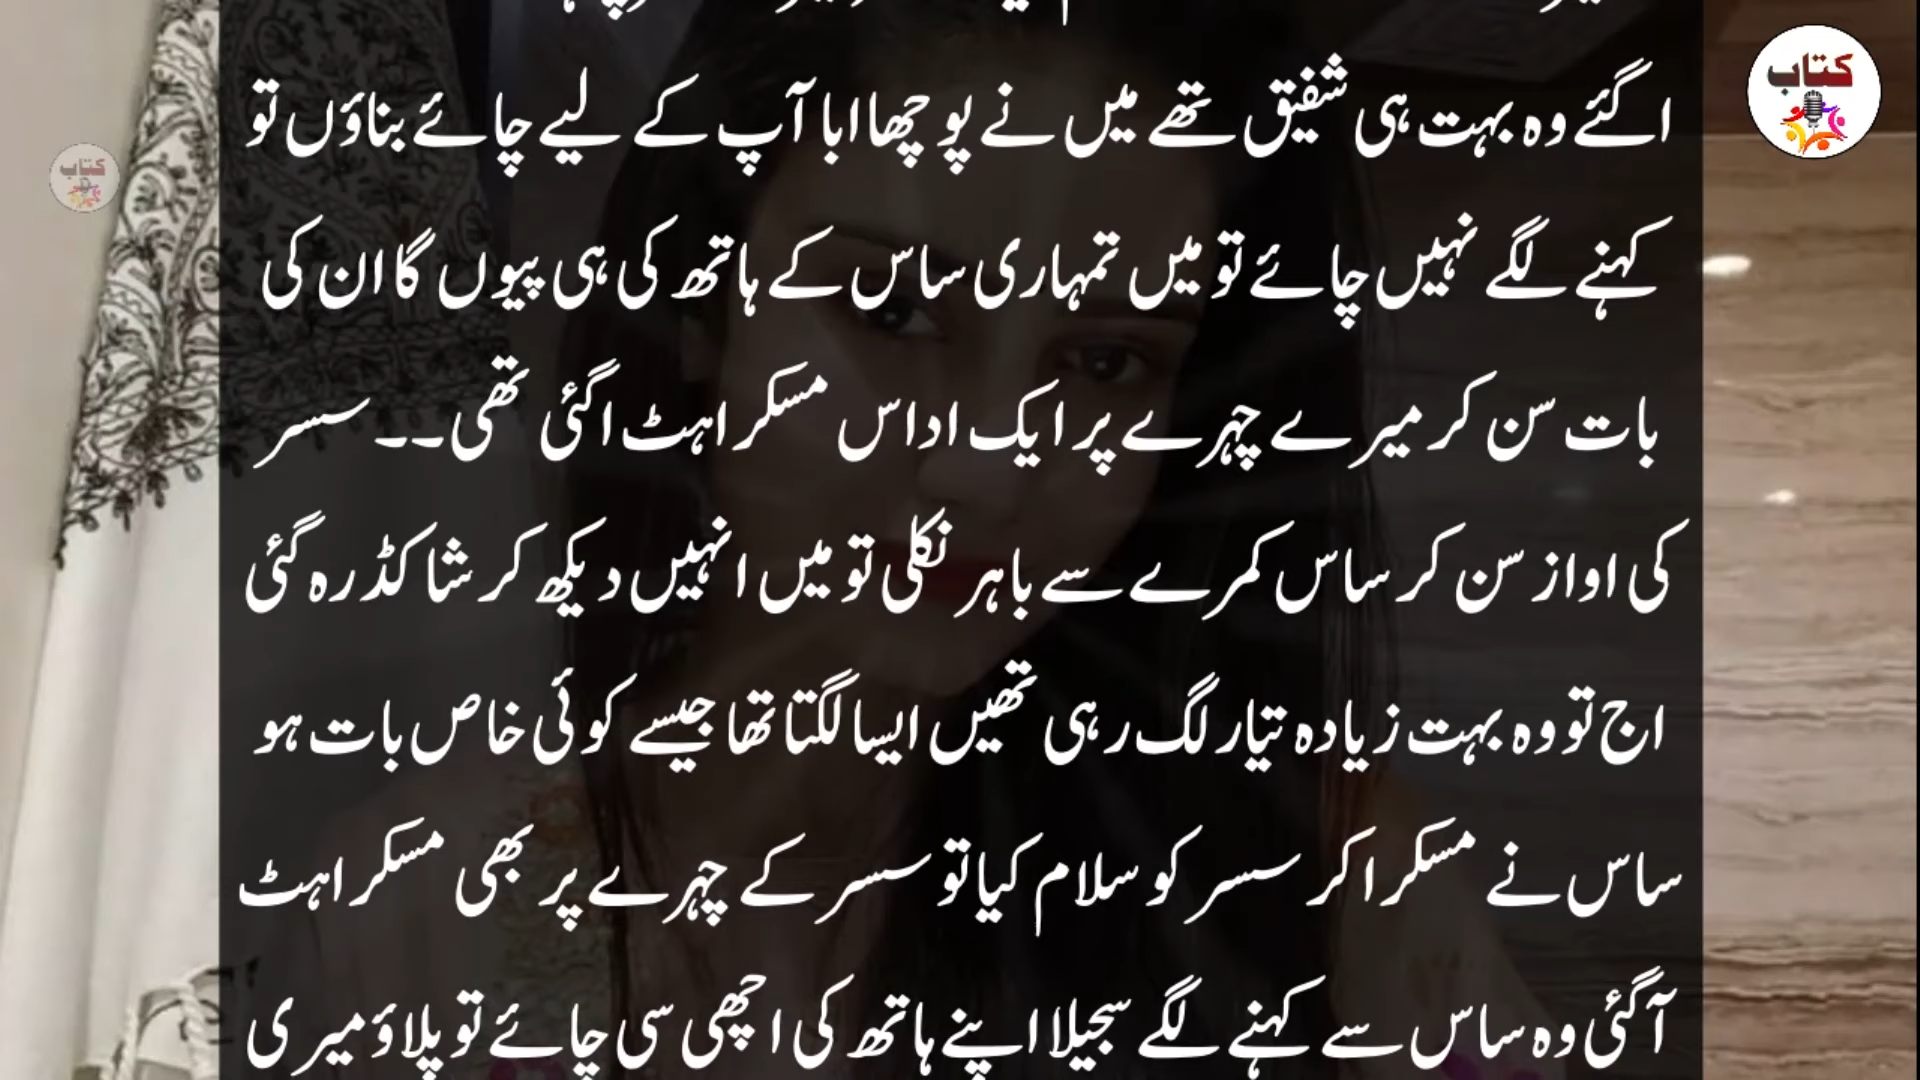 کتاب
کتاب
اگئے وہ بہت ہی شفیق تھے میں نے پوچھا ابا آپ کے لیے چائے بناؤں تو
کہنے لگے نہیں چائے تو میں تمہاری ساس کے ہاتھ کی ہی پیوں گا ان کی
بات سن کر میرے چہرے پر ایک اداس مسکراہٹ اگئی تھی۔۔ سسر
کی اواز سن کر ساس کمرے سے باہر نکلی تو میں انہیں دیکھ کر شاکڈ رہ گئی
اج تو وہ بہت زیادہ تیار لگ رہی تھیں ایسا لگتا تھا جیسے کوئی خاص بات ہو
ساس نے مسکرا کر سسر کو سلام کیا تو سسر کے چہرے پر بھی مسکراہٹ
آگئی وہ ساس سے کہنے لگے سجیلا اپنے ہاتھ کی اچھی سی چائے تو پلاؤ میری